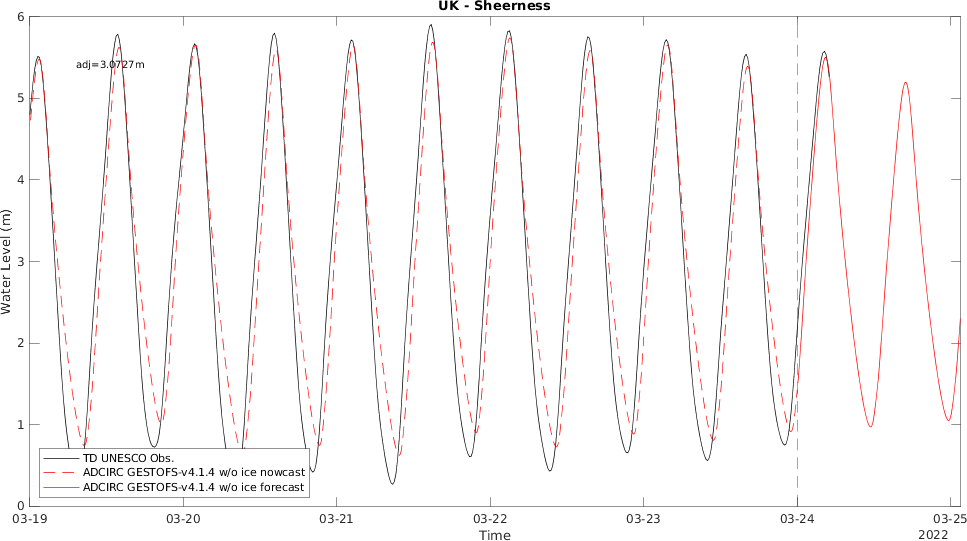 UK - Sheerness
6
adj=3.0727m
5
4
3
2
1
0
Water Level (m)
TD UNESCO Obs.
ADCIRC GESTOFS-v4.1.4 w/o ice nowcast
ADCIRC GESTOFS-v4.1.4 w/o ice forecast
03-19 03-20 03-21 03-22 03-23 03-24 03-25
Time 2022